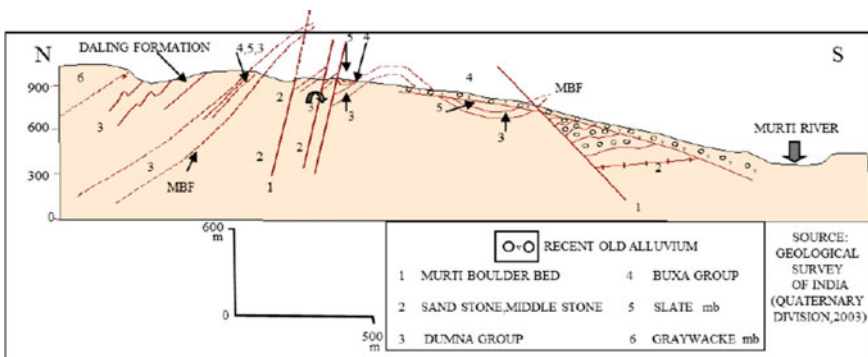 N
S
DALING FORMATION
4,5,3
5
4
900
6
2
4
MBF
3
3
5
3
600
3
2
MURTI RIVER
3
2
2
2
300
MBF
1
1
0
600
m
0
500
m
RECENT OLD ALLUVIUM
1 MURTI BOULDER BED
4 BUXA GROUP
2 SAND STONE,MIDDLE STONE
5 SLATE mb
3 DUMNA GROUP
6 GRAYWACKE mb
SOURCE:
GEOLOGICAL
SURVEY
OF INDIA
(QUATERNARY
DIVISION,2003)